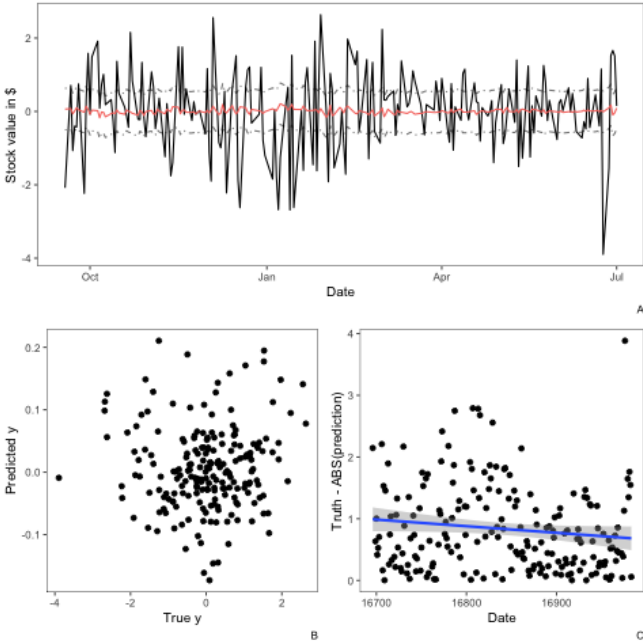 Stock value in $
2
0
-2
-4
Oct
Jan
Apr
Jul
Date
A
Predicted y
0.2
0.1
0.0
-0.1
-4
-2
0
2
True y
B
Truth - ABS(prediction)
4
3
2
1
0
16700
16800
16900
Date
C